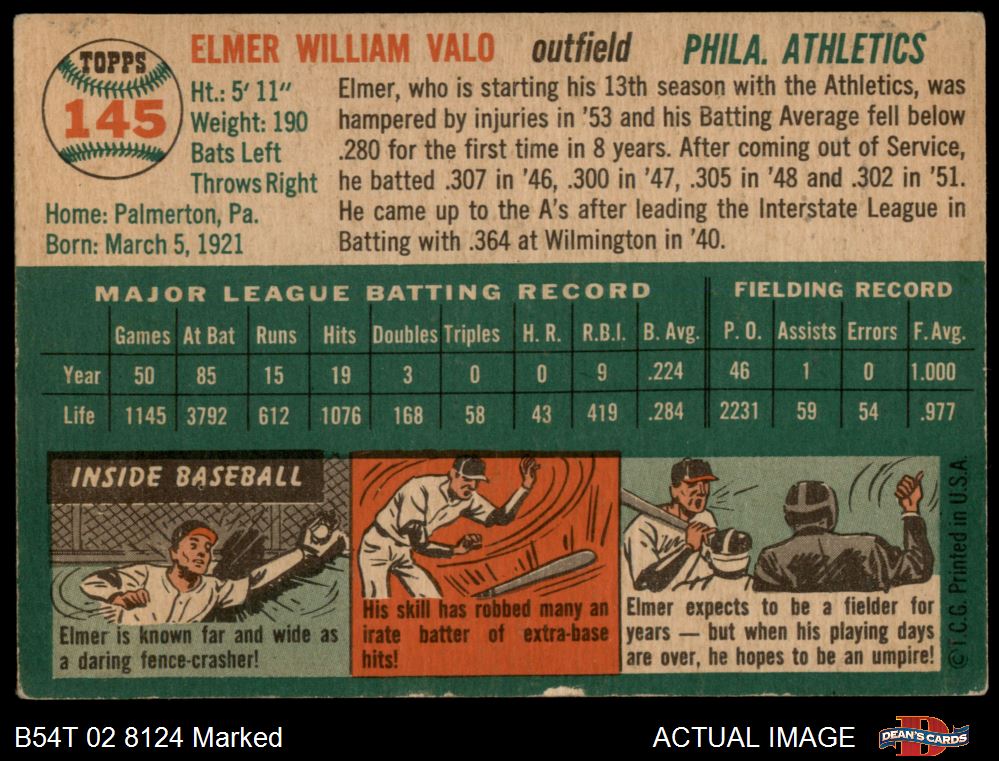 TOPPS
145
ELMER WILLIAM VALO outfield PHILA. ATHLETICS
Ht.: 5' 11"
Weight: 190
Bats Left
Throws Right
Home: Palmerton, Pa.
Born: March 5, 1921
Elmer, who is starting his 13th season with the Athletics, was
hampered by injuries in '53 and his Batting Average fell below
.280 for the first time in 8 years. After coming out of Service,
he batted .307 in '46, .300 in '47, .305 in '48 and .302 in '51.
He came up to the A's after leading the Interstate League in
Batting with .364 at Wilmington in '40.
MAJOR LEAGUE BATTING RECORD FIELDING RECORD
Games At Bat Runs Hits Doubles Triples H. R. R.B.I. B. Avg. P. O. Assists Errors F. Avg.
Year 50 85 15 19 3 0 0 9 .224 46 1 0 1.000
Life 1145 3792 612 1076 168 58 43 419 .284 2231 59 54 .977
INSIDE BASEBALL
Elmer is known far and wide as
a daring fence-crasher!
His skill has robbed many an
irate batter of extra-base
hits!
Elmer expects to be a fielder for
years — but when his playing days
are over, he hopes to be an umpire!
© T.C.G. Printed in U.S.A.
B54T 02 8124 Marked
ACTUAL IMAGE
DEAN'S CARDS